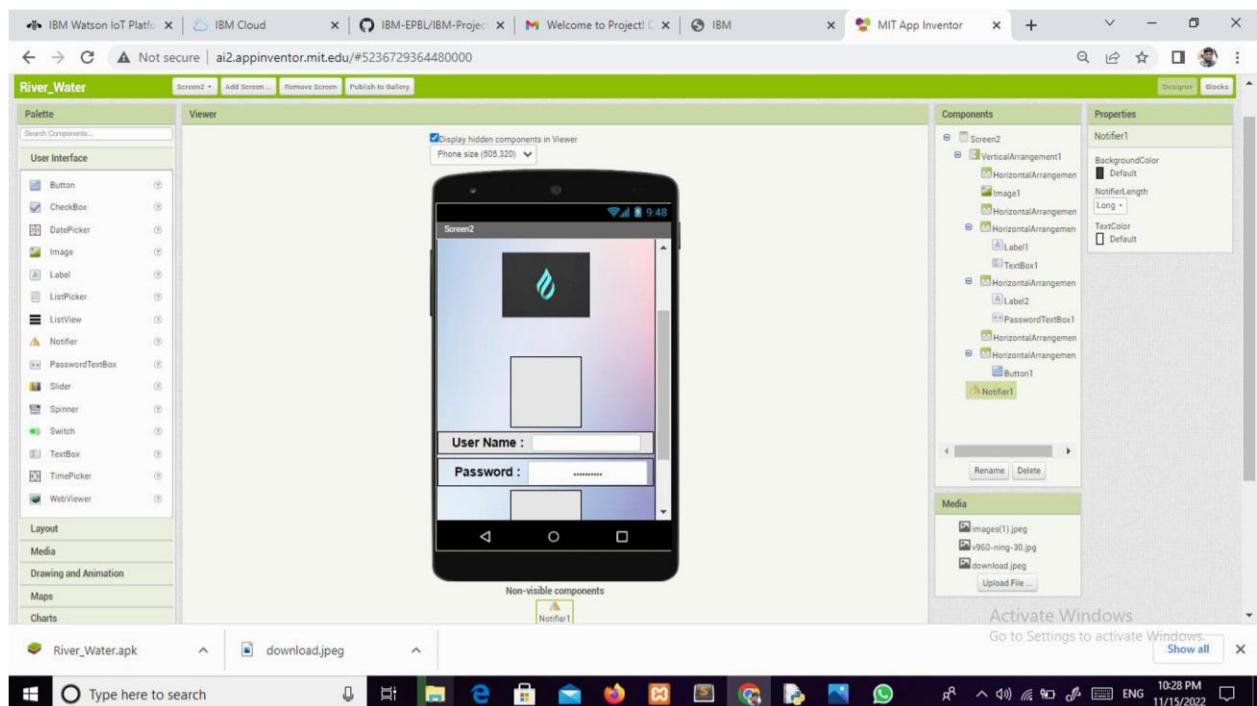 IBM Watson IoT Platfo
IBM Cloud
IBM-EPBL/IBM-Projec
Welcome to Project! D
IBM
MIT App Inventor
Not secure | ai2.appinventor.mit.edu/#5236729364480000
River_Water
Screen2
Add Screen ...
Remove Screen
Publish to Gallery
Designer
Blocks
Palette
Search Components...
User Interface
Button
CheckBox
DatePicker
Image
Label
ListPicker
ListView
Notifier
PasswordTextBox
Slider
Spinner
Switch
TextBox
TimePicker
WebViewer
Layout
Media
Drawing and Animation
Maps
Charts
Viewer
Display hidden components in Viewer
Phone size (505,320)
9:48
Screen2
User Name :
Password :
Non-visible components
Notifier1
Components
Screen2
VerticalArrangement1
HorizontalArrangemen
Image1
HorizontalArrangemen
HorizontalArrangemen
Label1
TextBox1
HorizontalArrangemen
Label2
PasswordTextBox1
HorizontalArrangemen
HorizontalArrangemen
Button1
Notifier1
Rename
Delete
Media
images(1).jpeg
v960-ning-30.jpg
download.jpeg
Upload File ...
Properties
Notifier1
BackgroundColor
Default
NotifierLength
Long
TextColor
Default
Activate Windows
Go to Settings to activate Windows.
River_Water.apk
download.jpeg
Show all
Type here to search
ENG
10:28 PM
11/15/2022